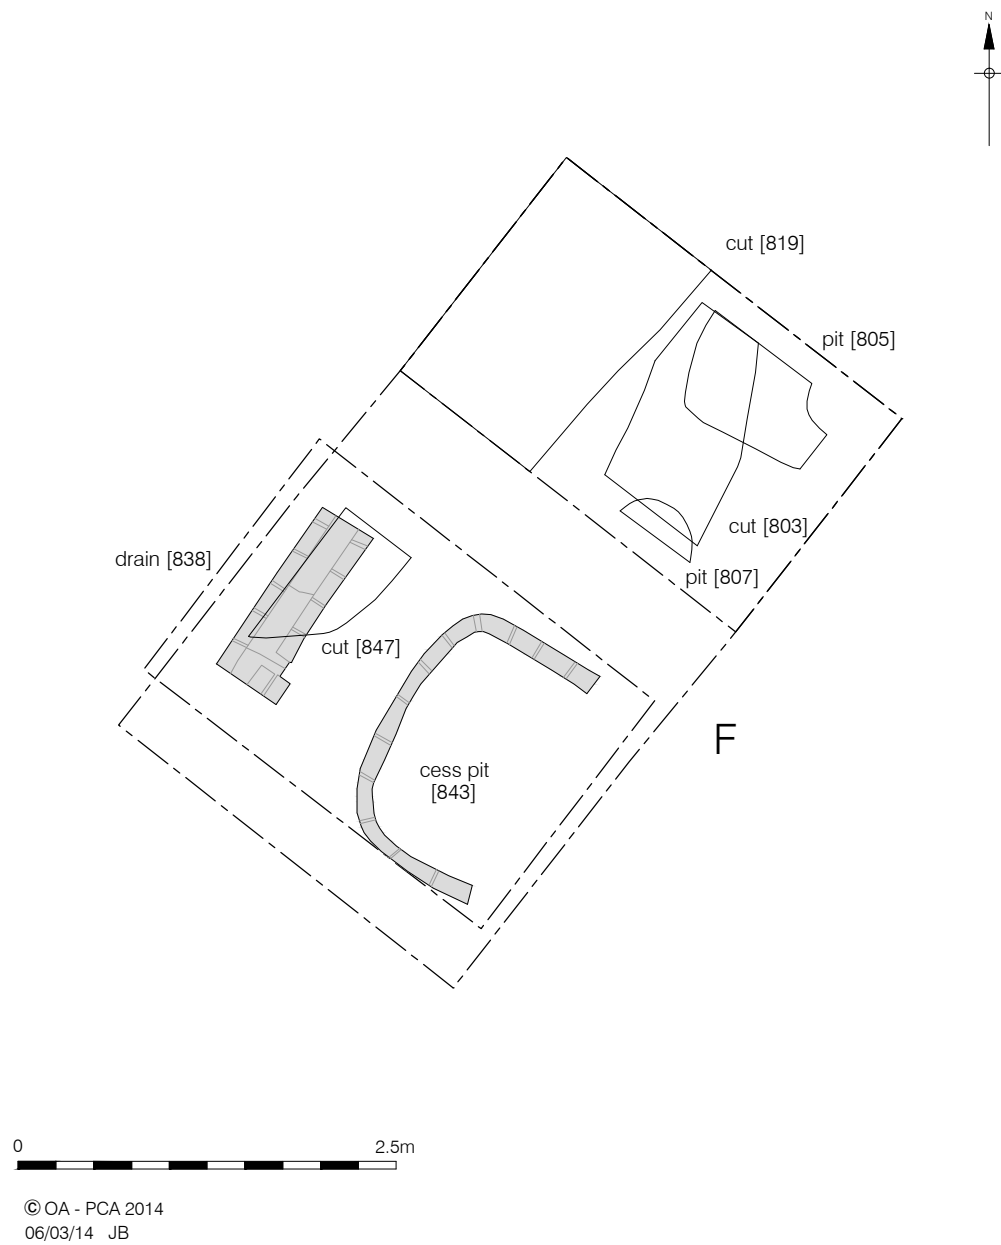 N
cut [819]
pit [805]
cut [803]
drain [838]
pit [807]
cut [847]
F
cess pit
[843]
0
2.5m
© OA - PCA 2014
06/03/14 JB